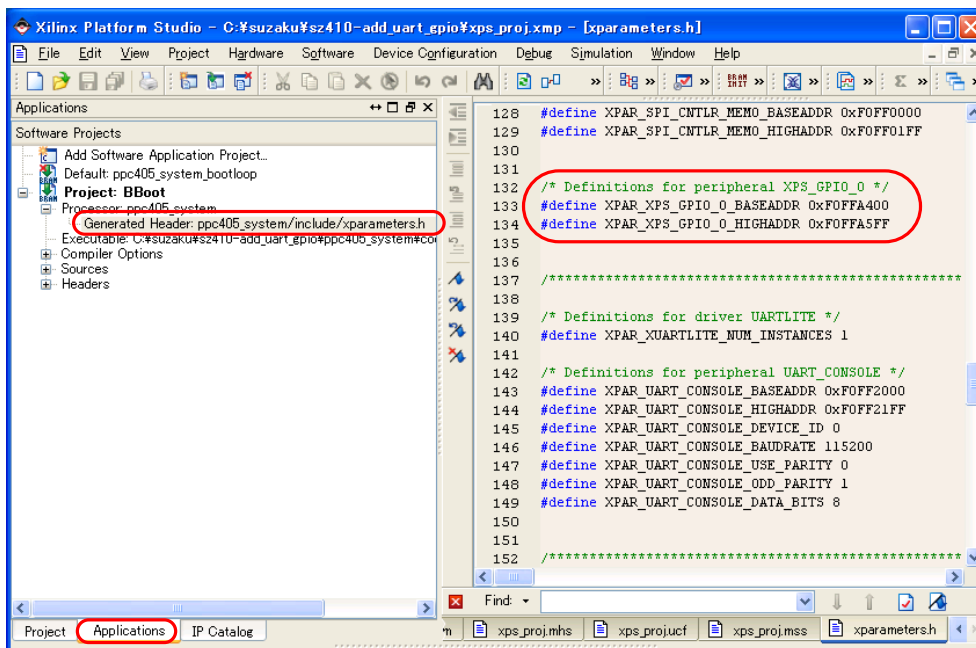 Xilinx Platform Studio - C:¥suzaku¥sz410-add_uart_gpio¥xps_proj.xmp - [xparameters.h]
File Edit View Project Hardware Software Device Configuration Debug Simulation Window Help
Applications
Software Projects
Add Software Application Project...
Default: ppc405_system_bootloop
Project: BBoot
Processor: ppc405_system
Generated Header: ppc405_system/include/xparameters.h
Executable: C:¥suzaku¥sz410-add_uart_gpio¥ppc405_system¥co
Compiler Options
Sources
Headers
128 #define XPAR_SPI_CNTLR_MEM0_BASEADDR 0xF0FF0000
129 #define XPAR_SPI_CNTLR_MEM0_HIGHADDR 0xF0FF01FF
130
131
132 /* Definitions for peripheral XPS_GPIO_0 */
133 #define XPAR_XPS_GPIO_0_BASEADDR 0xF0FFA400
134 #define XPAR_XPS_GPIO_0_HIGHADDR 0xF0FFA5FF
135
136
137 /******************************************************
138
139 /* Definitions for driver UARTLITE */
140 #define XPAR_XUARTLITE_NUM_INSTANCES 1
141
142 /* Definitions for peripheral UART_CONSOLE */
143 #define XPAR_UART_CONSOLE_BASEADDR 0xF0FF2000
144 #define XPAR_UART_CONSOLE_HIGHADDR 0xF0FF21FF
145 #define XPAR_UART_CONSOLE_DEVICE_ID 0
146 #define XPAR_UART_CONSOLE_BAUDRATE 115200
147 #define XPAR_UART_CONSOLE_USE_PARITY 0
148 #define XPAR_UART_CONSOLE_ODD_PARITY 1
149 #define XPAR_UART_CONSOLE_DATA_BITS 8
150
151
152 /******************************************************
Find:
Project Applications IP Catalog
xps_proj.mhs xps_proj.ucf xps_proj.mss xparameters.h